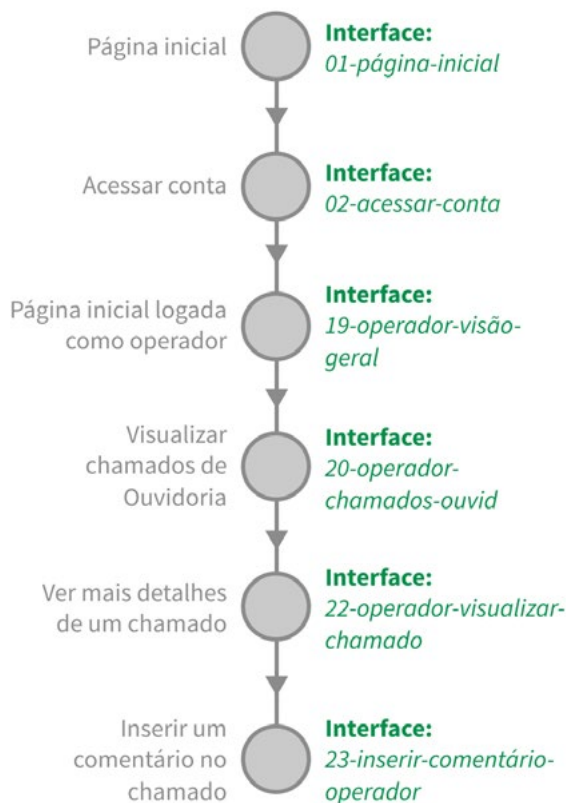 Página inicial
Interface:
01-página-inicial
Acessar conta
Interface:
02-acessar-conta
Página inicial logada
como operador
Interface:
19-operador-visão-
geral
Visualizar
chamados de
Ouvidoria
Interface:
20-operador-
chamados-ouvid
Ver mais detalhes
de um chamado
Interface:
22-operador-visualizar-
chamado
Inserir um
comentário no
chamado
Interface:
23-inserir-comentário-
operador